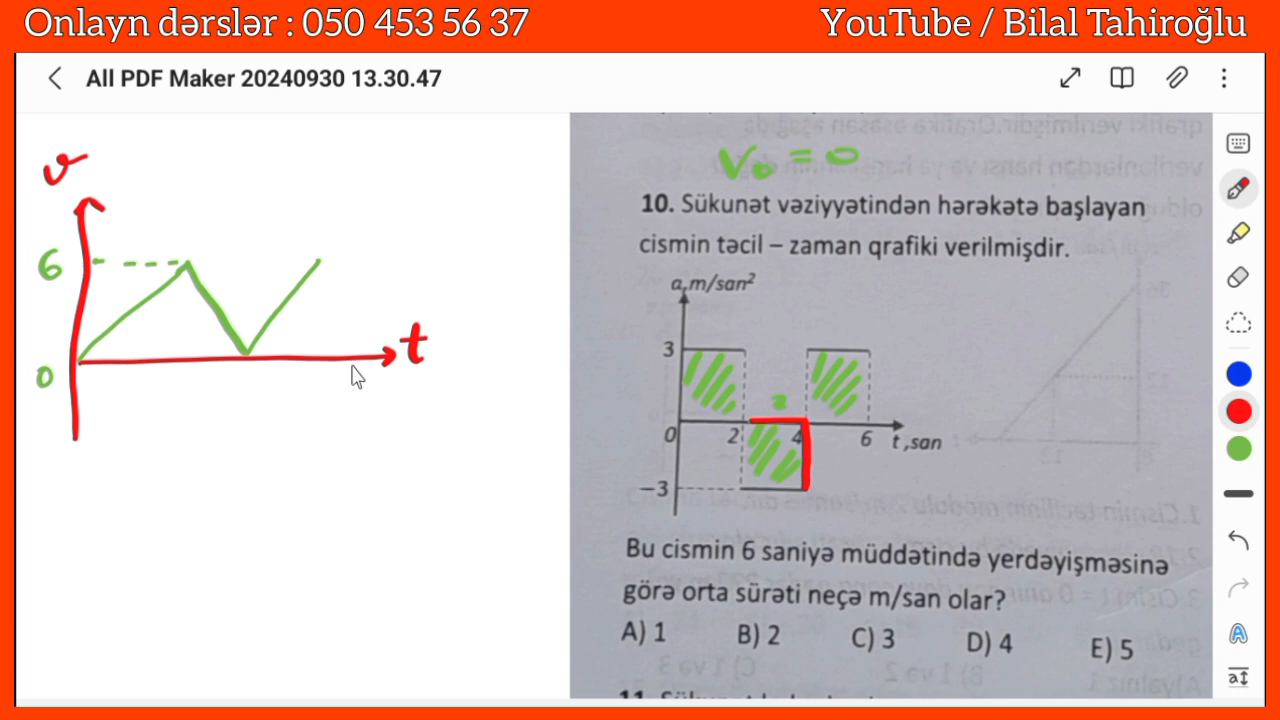 Onlayn dərslər : 050 453 56 37
YouTube / Bilal Tahiroğlu
All PDF Maker 20240930 13.30.47
v
6
0
t
V₀ = 0
10. Sükunət vəziyyətindən hərəkətə başlayan
cismin təcil – zaman qrafiki verilmişdir.
a,m/san²
3
0
2
4
6
t ,san
−3
Bu cismin 6 saniyə müddətində yerdəyişməsinə
görə orta sürəti neçə m/san olar?
A) 1 B) 2 C) 3 D) 4 E) 5